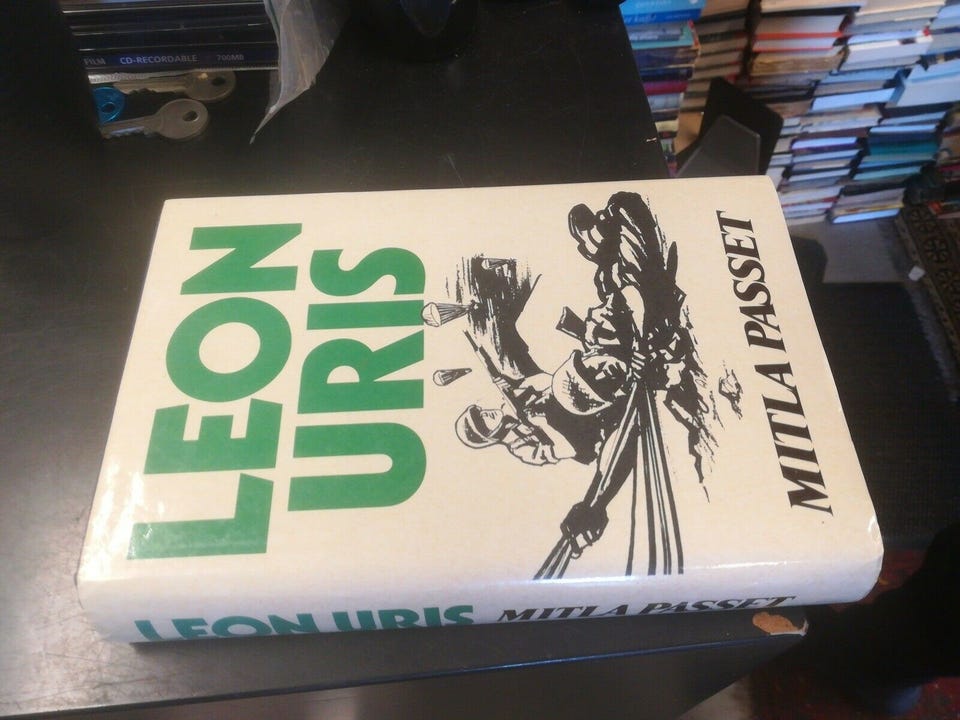 FILM CD-RECORDABLE 700MB
LEON
URIS
MITLA PASSET
LEON URIS MITLA PASSET